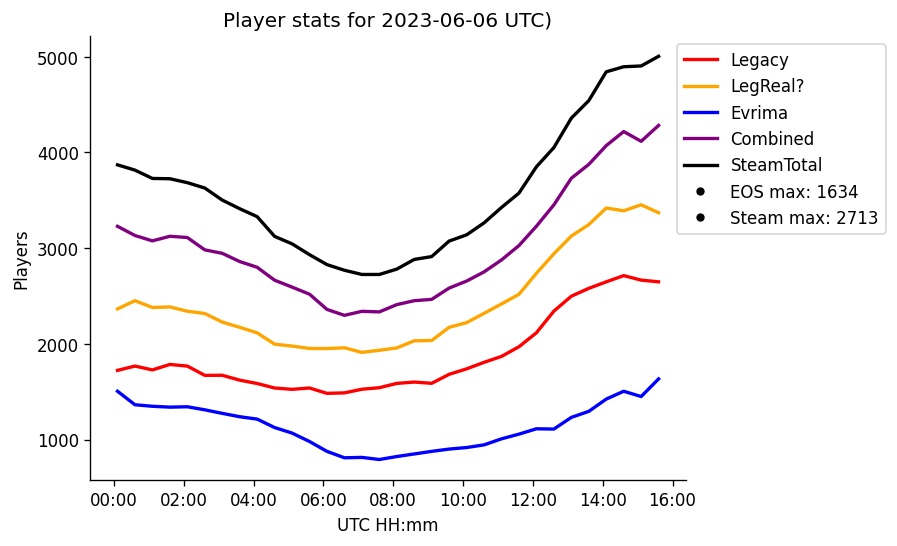 Player stats for 2023-06-06 UTC)
5000
4000
3000
2000
1000
Players
00:00 02:00 04:00 06:00 08:00 10:00 12:00 14:00 16:00
UTC HH:mm
Legacy
LegReal?
Evrima
Combined
SteamTotal
EOS max: 1634
Steam max: 2713